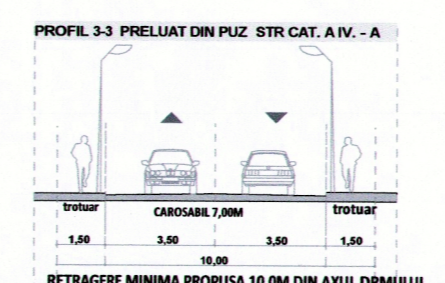 PROFIL 3-3 PRELUAT DIN PUZ STR CAT. A IV. - A
trotuar CAROSABIL 7,00M trotuar
1,50 3,50 3,50 1,50
10,00
RETRAGERE MINIMA PROPUSA 10,0M DIN AXUL DRMULUI